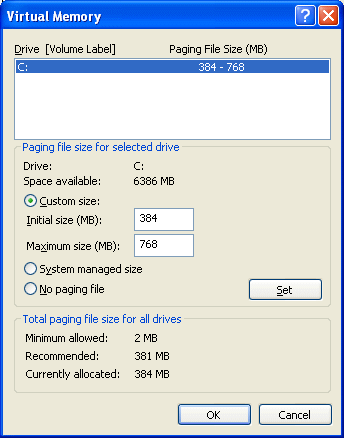 Virtual Memory
Drive [Volume Label] Paging File Size (MB)
C: 384 - 768
Paging file size for selected drive
Drive: C:
Space available: 6386 MB
Custom size:
Initial size (MB): 384
Maximum size (MB): 768
System managed size
No paging file Set
Total paging file size for all drives
Minimum allowed: 2 MB
Recommended: 381 MB
Currently allocated: 384 MB
OK Cancel